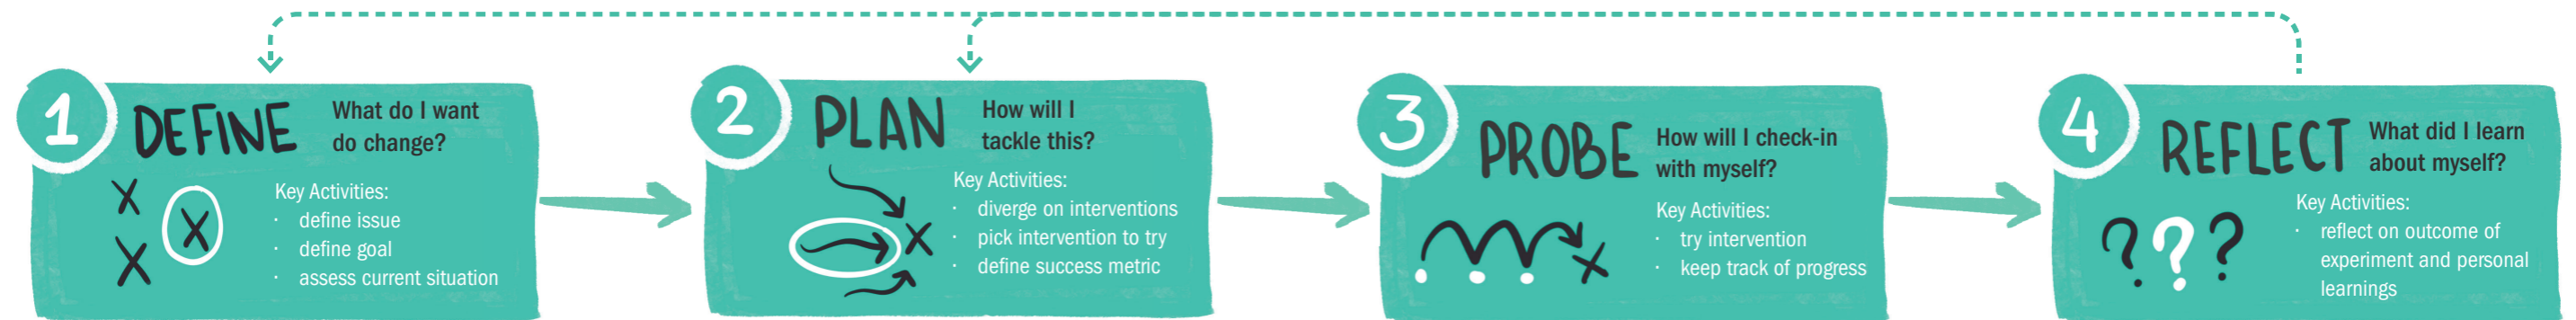 1
DEFINE
What do I want
do change?
Key Activities:
· define issue
· define goal
· assess current situation
2
PLAN
How will I
tackle this?
Key Activities:
· diverge on interventions
· pick intervention to try
· define success metric
3
PROBE
How will I check-in
with myself?
Key Activities:
· try intervention
· keep track of progress
4
REFLECT
What did I learn
about myself?
Key Activities:
· reflect on outcome of
experiment and personal
learnings